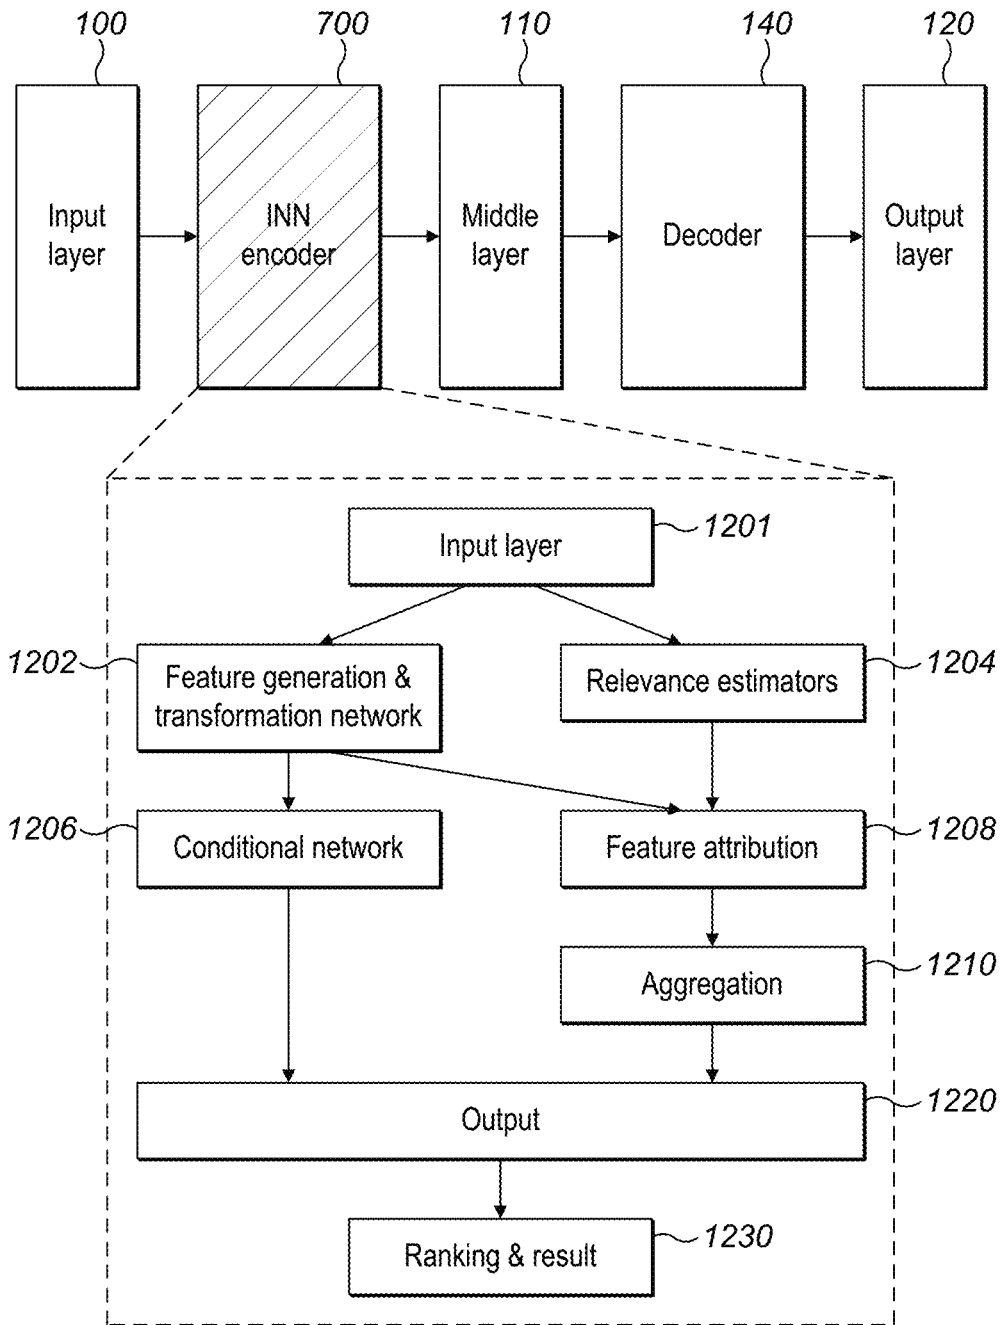 100 700 110 140 120
Input
layer
INN
encoder
Middle
layer
Decoder
Output
layer
1201
Input layer
1202
Feature generation &
transformation network
1204
Relevance estimators
1206
Conditional network
1208
Feature attribution
1210
Aggregation
1220
Output
1230
Ranking & result